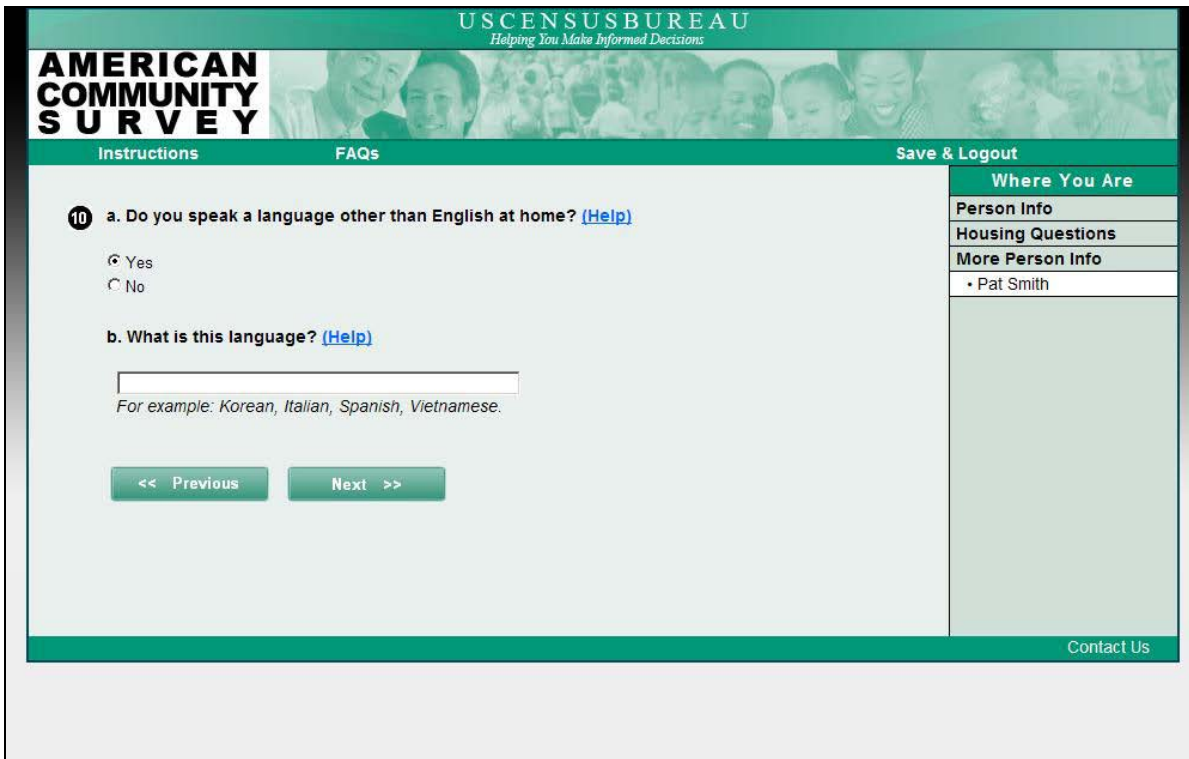 USCENSUSBUREAU
Helping You Make Informed Decisions
AMERICAN
COMMUNITY
SURVEY
Instructions FAQs Save & Logout
Where You Are
Person Info
Housing Questions
More Person Info
• Pat Smith
10 a. Do you speak a language other than English at home? (Help)
Yes
No
b. What is this language? (Help)
For example: Korean, Italian, Spanish, Vietnamese.
<< Previous Next >>
Contact Us